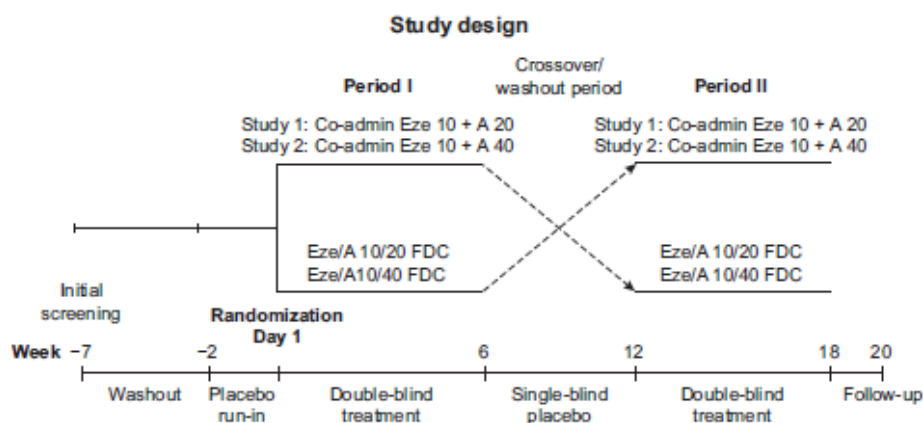 Study design
Crossover/
washout period
Period I
Period II
Study 1: Co-admin Eze 10 + A 20
Study 2: Co-admin Eze 10 + A 40
Study 1: Co-admin Eze 10 + A 20
Study 2: Co-admin Eze 10 + A 40
Eze/A 10/20 FDC
Eze/A10/40 FDC
Eze/A 10/20 FDC
Eze/A 10/40 FDC
Initial
screening
Randomization
Day 1
Week −7 −2 6 12 18 20
Washout
Placebo
run-in
Double-blind
treatment
Single-blind
placebo
Double-blind
treatment
Follow-up